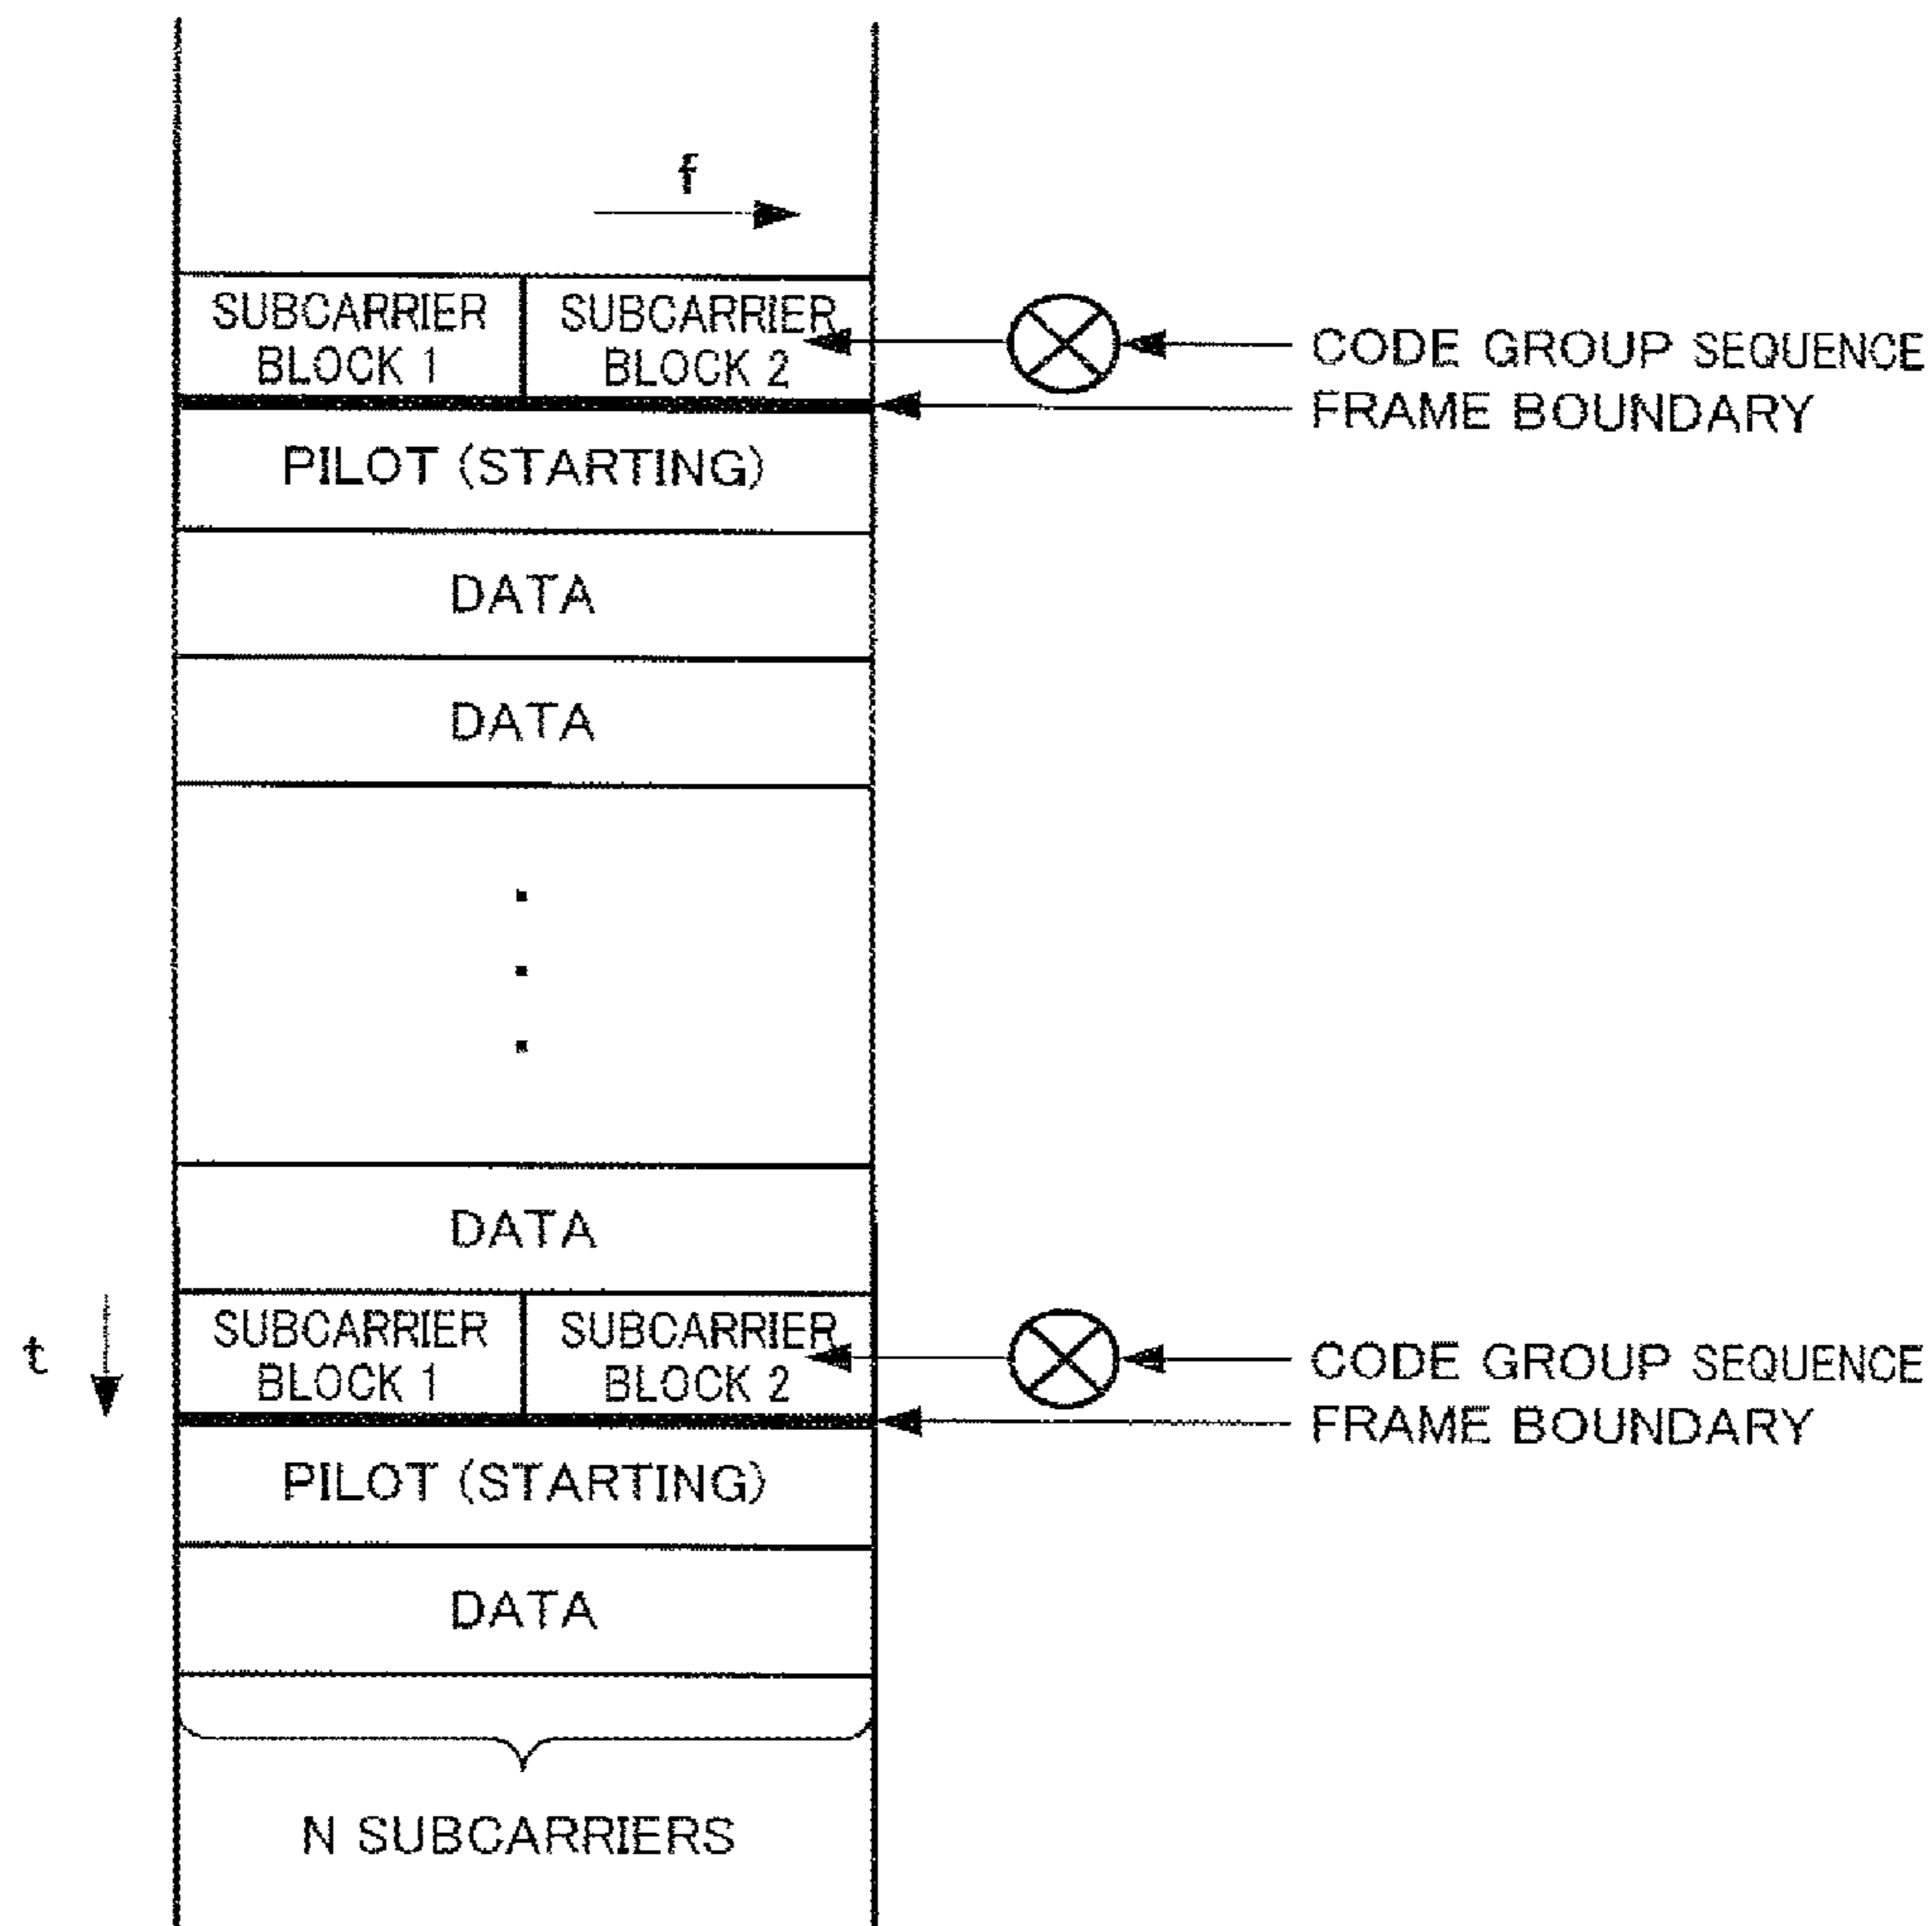 f
SUBCARRIER
BLOCK 1
SUBCARRIER
BLOCK 2
CODE GROUP SEQUENCE
FRAME BOUNDARY
PILOT (STARTING)
DATA
DATA
DATA
t
SUBCARRIER
BLOCK 1
SUBCARRIER
BLOCK 2
CODE GROUP SEQUENCE
FRAME BOUNDARY
PILOT (STARTING)
DATA
N SUBCARRIERS